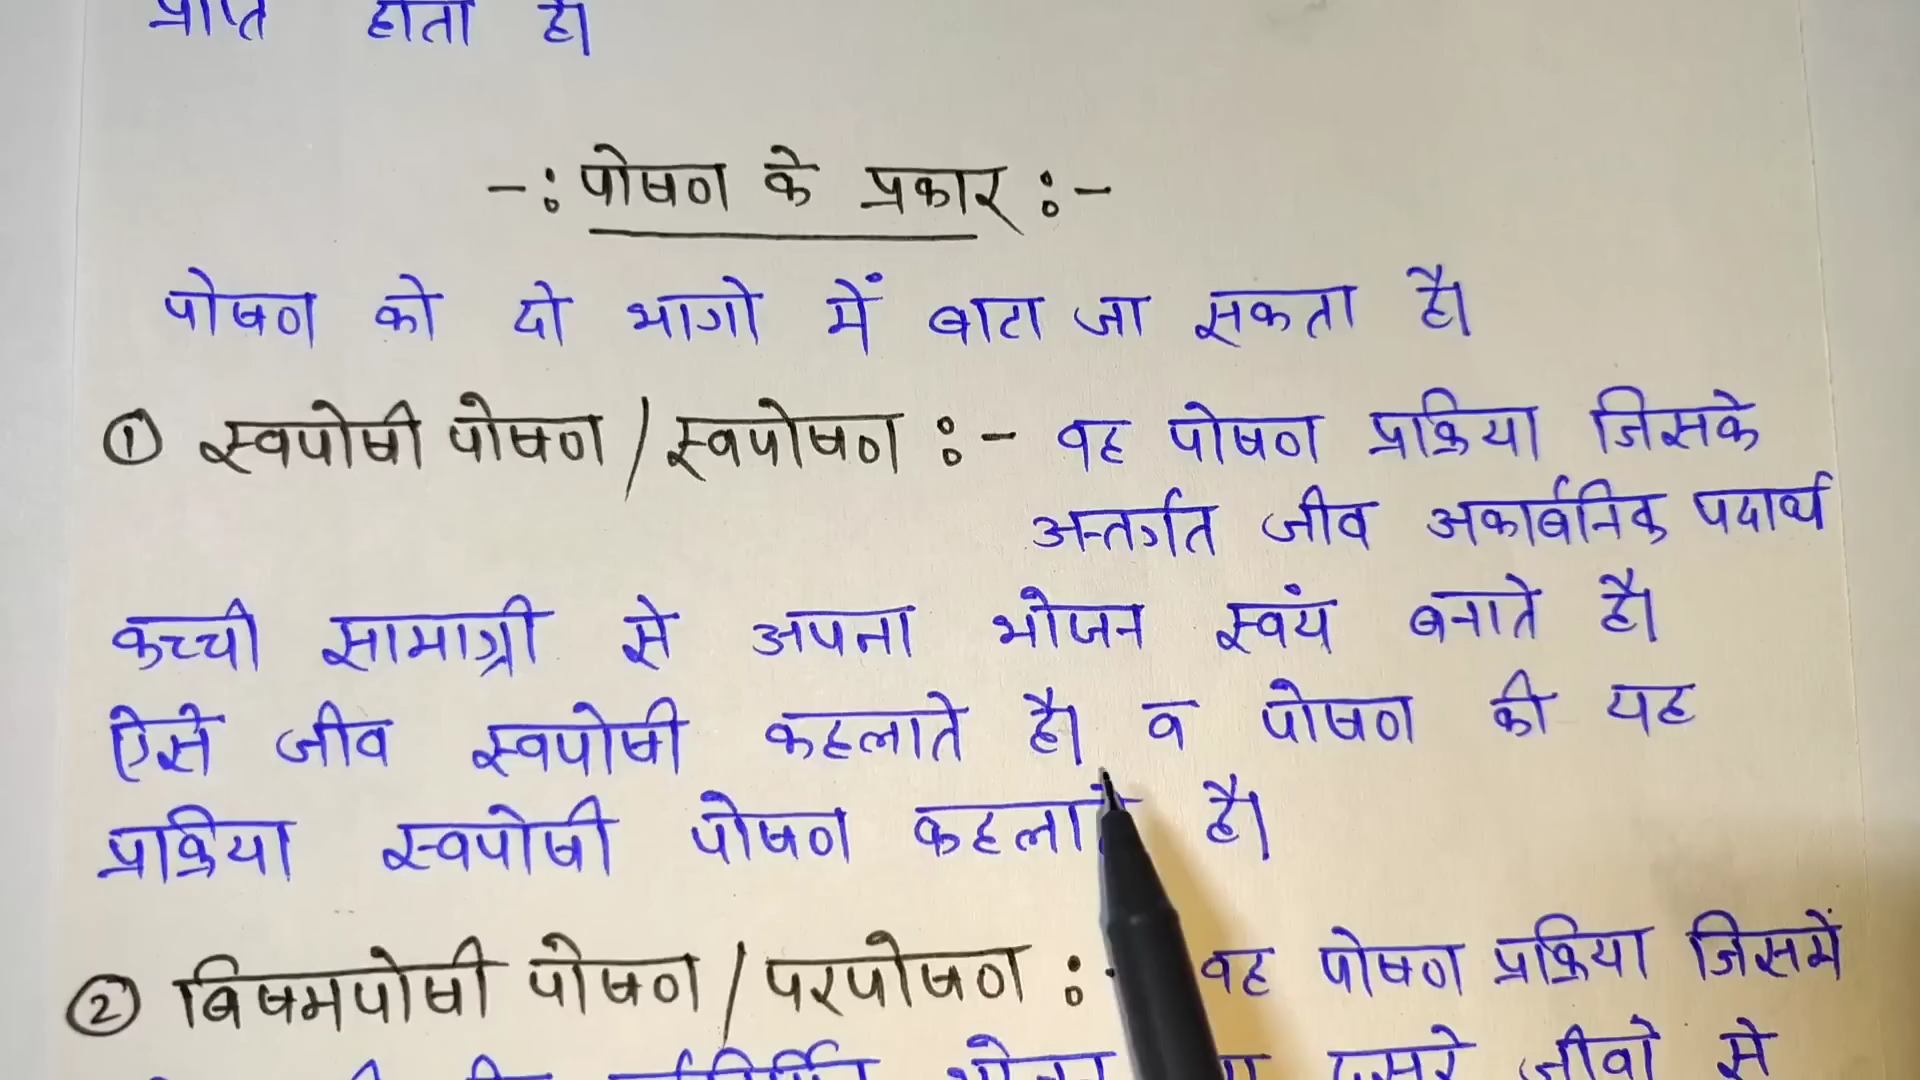 प्राप्त होता है।
-: पोषण के प्रकार :-
पोषण को दो भागो में बाटा जा सकता है।
① स्वपोषी पोषण / स्वपोषण :- वह पोषण प्रक्रिया जिसके
अन्तर्गत जीव अकार्बनिक पदार्थ
कच्ची सामाग्री से अपना भोजन स्वंय बनाते है।
ऐसे जीव स्वपोषी कहलाते है। व पोषण की यह
प्रक्रिया स्वपोषी पोषण कहलाते है।
② बिषमपोषी पोषण / परपोषण :- वह पोषण प्रक्रिया जिसमें
दूसरे जीवो से